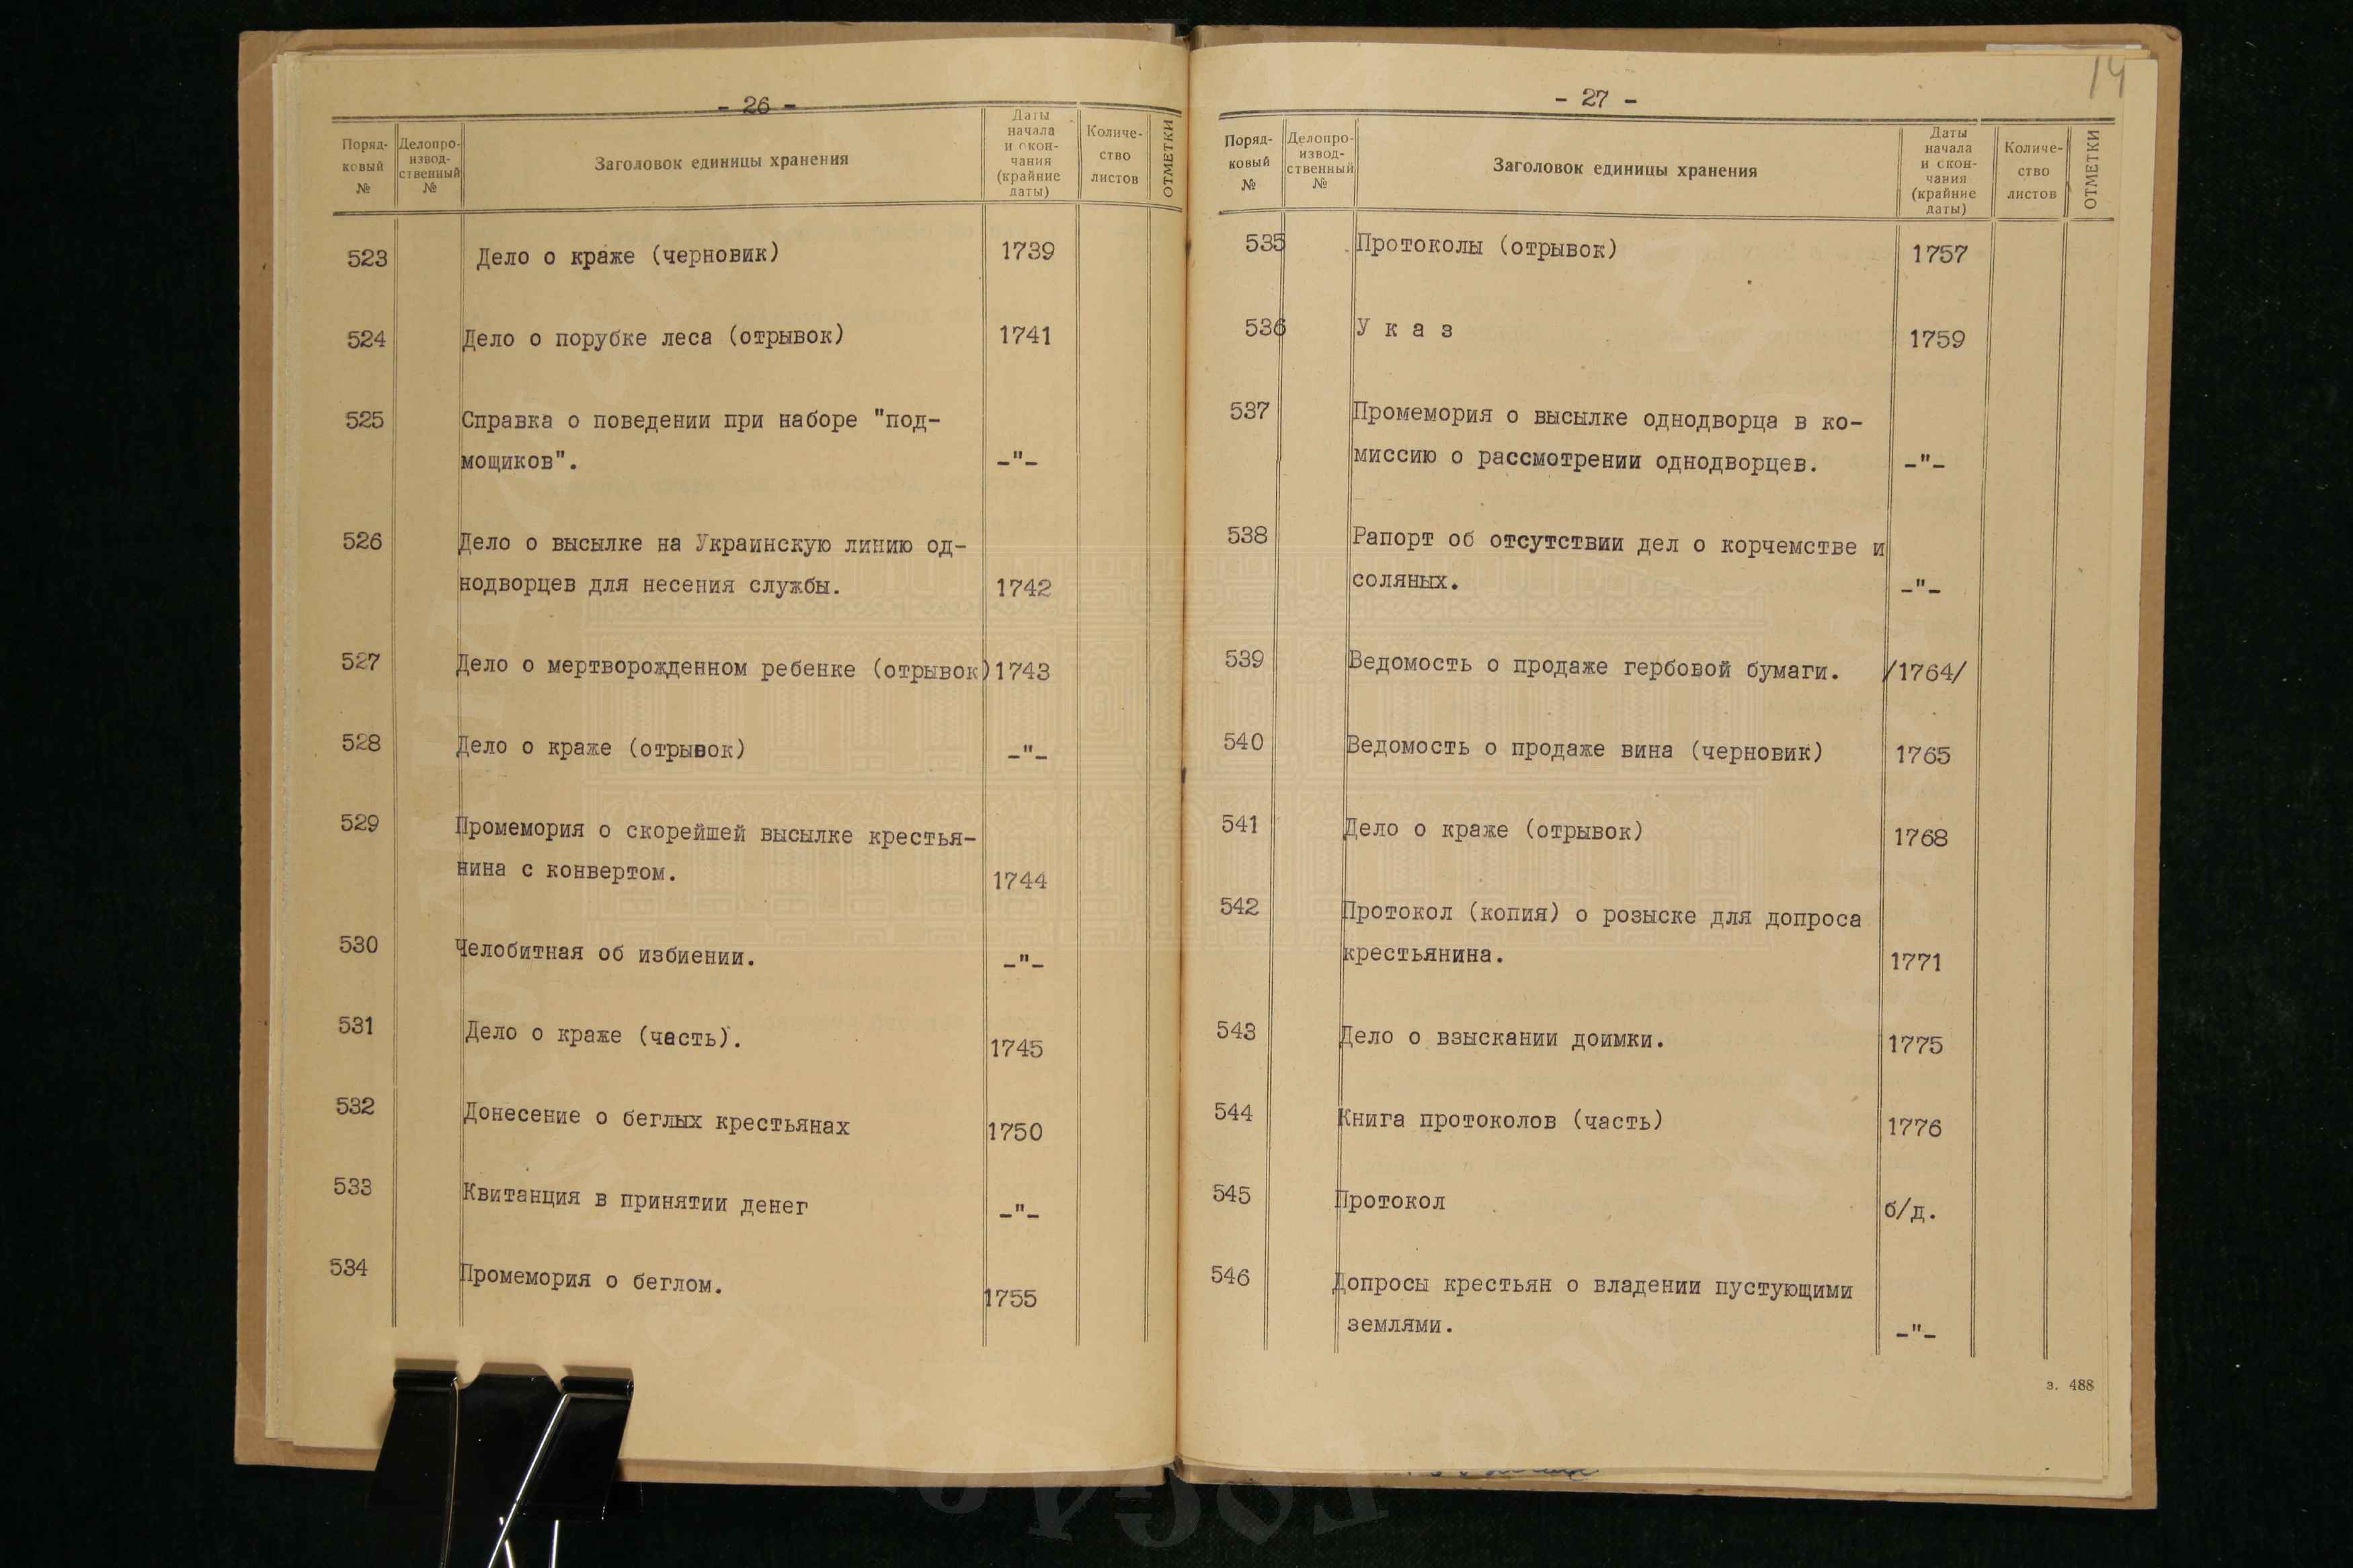 - 26 -
Поряд-
ковый
№
Делопро-
извод-
ственный
№
Заголовок единицы хранения
Даты
начала
и окон-
чания
(крайние
даты)
Количе-
ство
листов
ОТМЕТКИ
523 Дело о краже (черновик) 1739
524 Дело о порубке леса (отрывок) 1741
525 Справка о поведении при наборе "под-
мощиков". -"-
526 Дело о высылке на Украинскую линию од-
нодворцев для несения службы. 1742
527 Дело о мертворожденном ребенке (отрывок) 1743
528 Дело о краже (отрывок) -"-
529 Промемория о скорейшей высылке крестья-
нина с конвертом. 1744
530 Челобитная об избиении. -"-
531 Дело о краже (часть). 1745
532 Донесение о беглых крестьянах 1750
533 Квитанция в принятии денег -"-
534 Промемория о беглом. 1755
14
- 27 -
Поряд-
ковый
№
Делопро-
извод-
ственный
№
Заголовок единицы хранения
Даты
начала
и окон-
чания
(крайние
даты)
Количе-
ство
листов
ОТМЕТКИ
535 Протоколы (отрывок) 1757
536 У к а з 1759
537 Промемория о высылке однодворца в ко-
миссию о рассмотрении однодворцев. -"-
538 Рапорт об отсутствии дел о корчемстве и
соляных. -"-
539 Ведомость о продаже гербовой бумаги. /1764/
540 Ведомость о продаже вина (черновик) 1765
541 Дело о краже (отрывок) 1768
542 Протокол (копия) о розыске для допроса
крестьянина. 1771
543 Дело о взыскании доимки. 1775
544 Книга протоколов (часть) 1776
545 Протокол б/д.
546 Допросы крестьян о владении пустующими
землями. -"-
з. 488